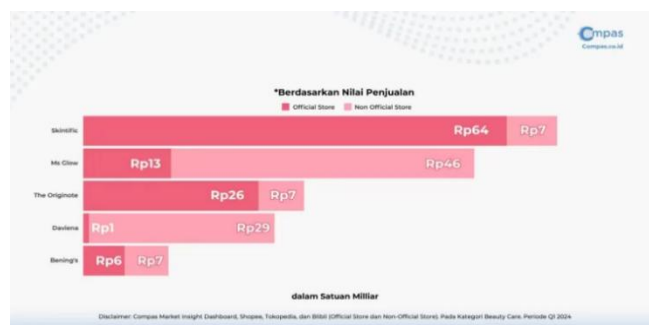 Compas
Compas.co.id
*Berdasarkan Nilai Penjualan
Official Store Non Official Store
Skintific Rp64 Rp7
Ms Glow Rp13 Rp46
The Originote Rp26 Rp7
Daviena Rp1 Rp29
Bening's Rp6 Rp7
dalam Satuan Milliar
Disclaimer: Compas Market Insight Dashboard, Shopee, Tokopedia, dan Blibli (Official Store dan Non-Official Store). Pada Kategori Beauty Care. Periode Q1 2024